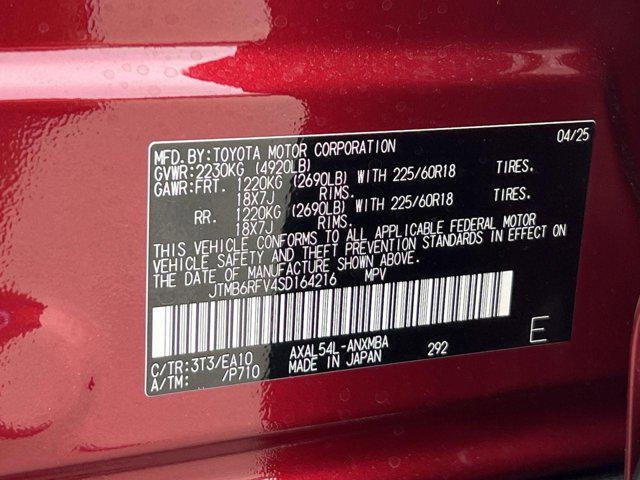 MFD.BY:TOYOTA MOTOR CORPORATION 04/25
GVWR:2230KG (4920LB)
GAWR:FRT. 1220KG (2690LB) WITH 225/60R18 TIRES.
18X7J RIMS.
RR. 1220KG (2690LB) WITH 225/60R18 TIRES.
18X7J RIMS.
THIS VEHICLE CONFORMS TO ALL APPLICABLE FEDERAL MOTOR
VEHICLE SAFETY AND THEFT PREVENTION STANDARDS IN EFFECT ON
THE DATE OF MANUFACTURE SHOWN ABOVE.
JTMB6RFV4SD164216 MPV
C/TR:3T3/EA10 AXAL54L-ANXMBA 292 E
A/TM: /P710 MADE IN JAPAN